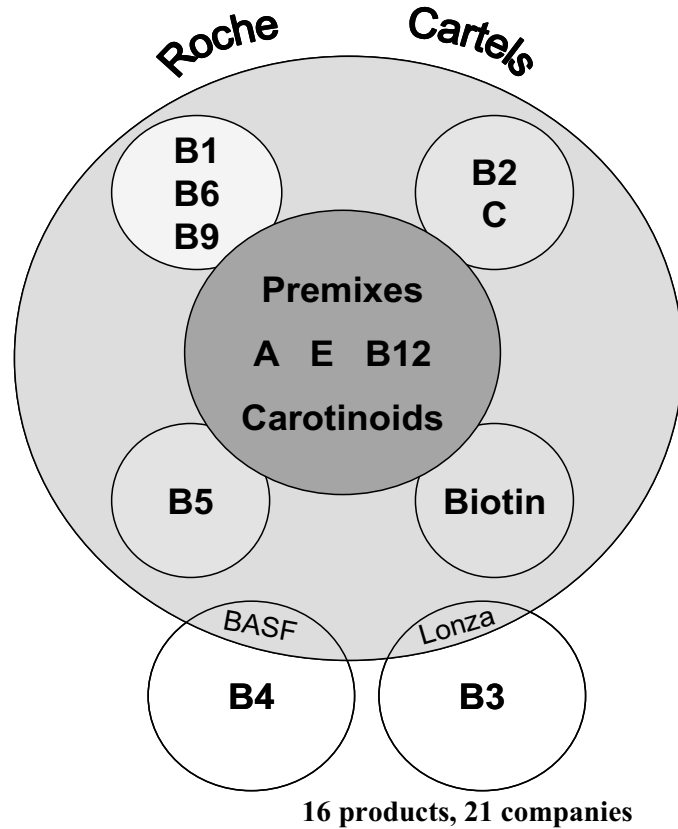 Roche Cartels
B1
B6
B9
B2
C
Premixes
A E B12
Carotinoids
B5
Biotin
BASF
Lonza
B4
B3
16 products, 21 companies